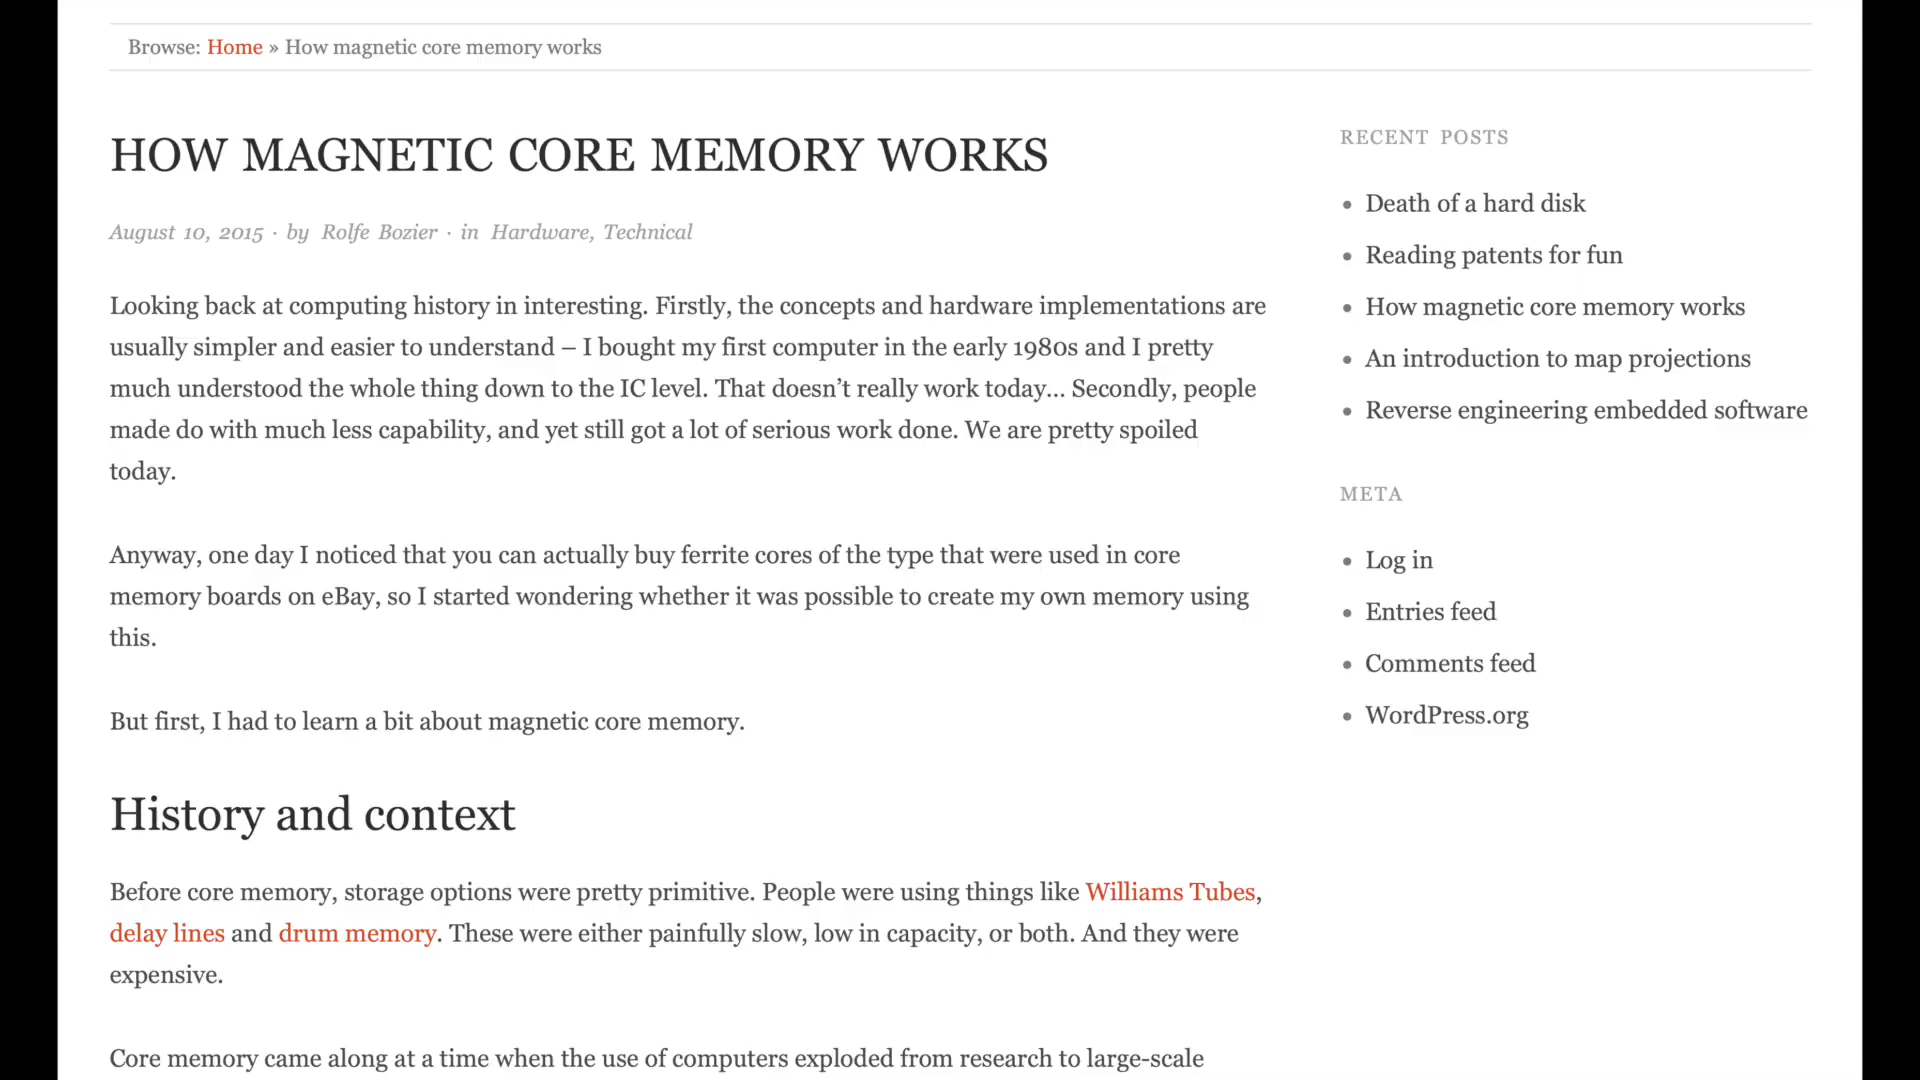 Browse: Home » How magnetic core memory works
HOW MAGNETIC CORE MEMORY WORKS
August 10, 2015 · by Rolfe Bozier · in Hardware, Technical
Looking back at computing history in interesting. Firstly, the concepts and hardware implementations are
usually simpler and easier to understand – I bought my first computer in the early 1980s and I pretty
much understood the whole thing down to the IC level. That doesn’t really work today... Secondly, people
made do with much less capability, and yet still got a lot of serious work done. We are pretty spoiled
today.
Anyway, one day I noticed that you can actually buy ferrite cores of the type that were used in core
memory boards on eBay, so I started wondering whether it was possible to create my own memory using
this.
But first, I had to learn a bit about magnetic core memory.
History and context
Before core memory, storage options were pretty primitive. People were using things like Williams Tubes,
delay lines and drum memory. These were either painfully slow, low in capacity, or both. And they were
expensive.
Core memory came along at a time when the use of computers exploded from research to large-scale
RECENT POSTS
• Death of a hard disk
• Reading patents for fun
• How magnetic core memory works
• An introduction to map projections
• Reverse engineering embedded software
META
• Log in
• Entries feed
• Comments feed
• WordPress.org